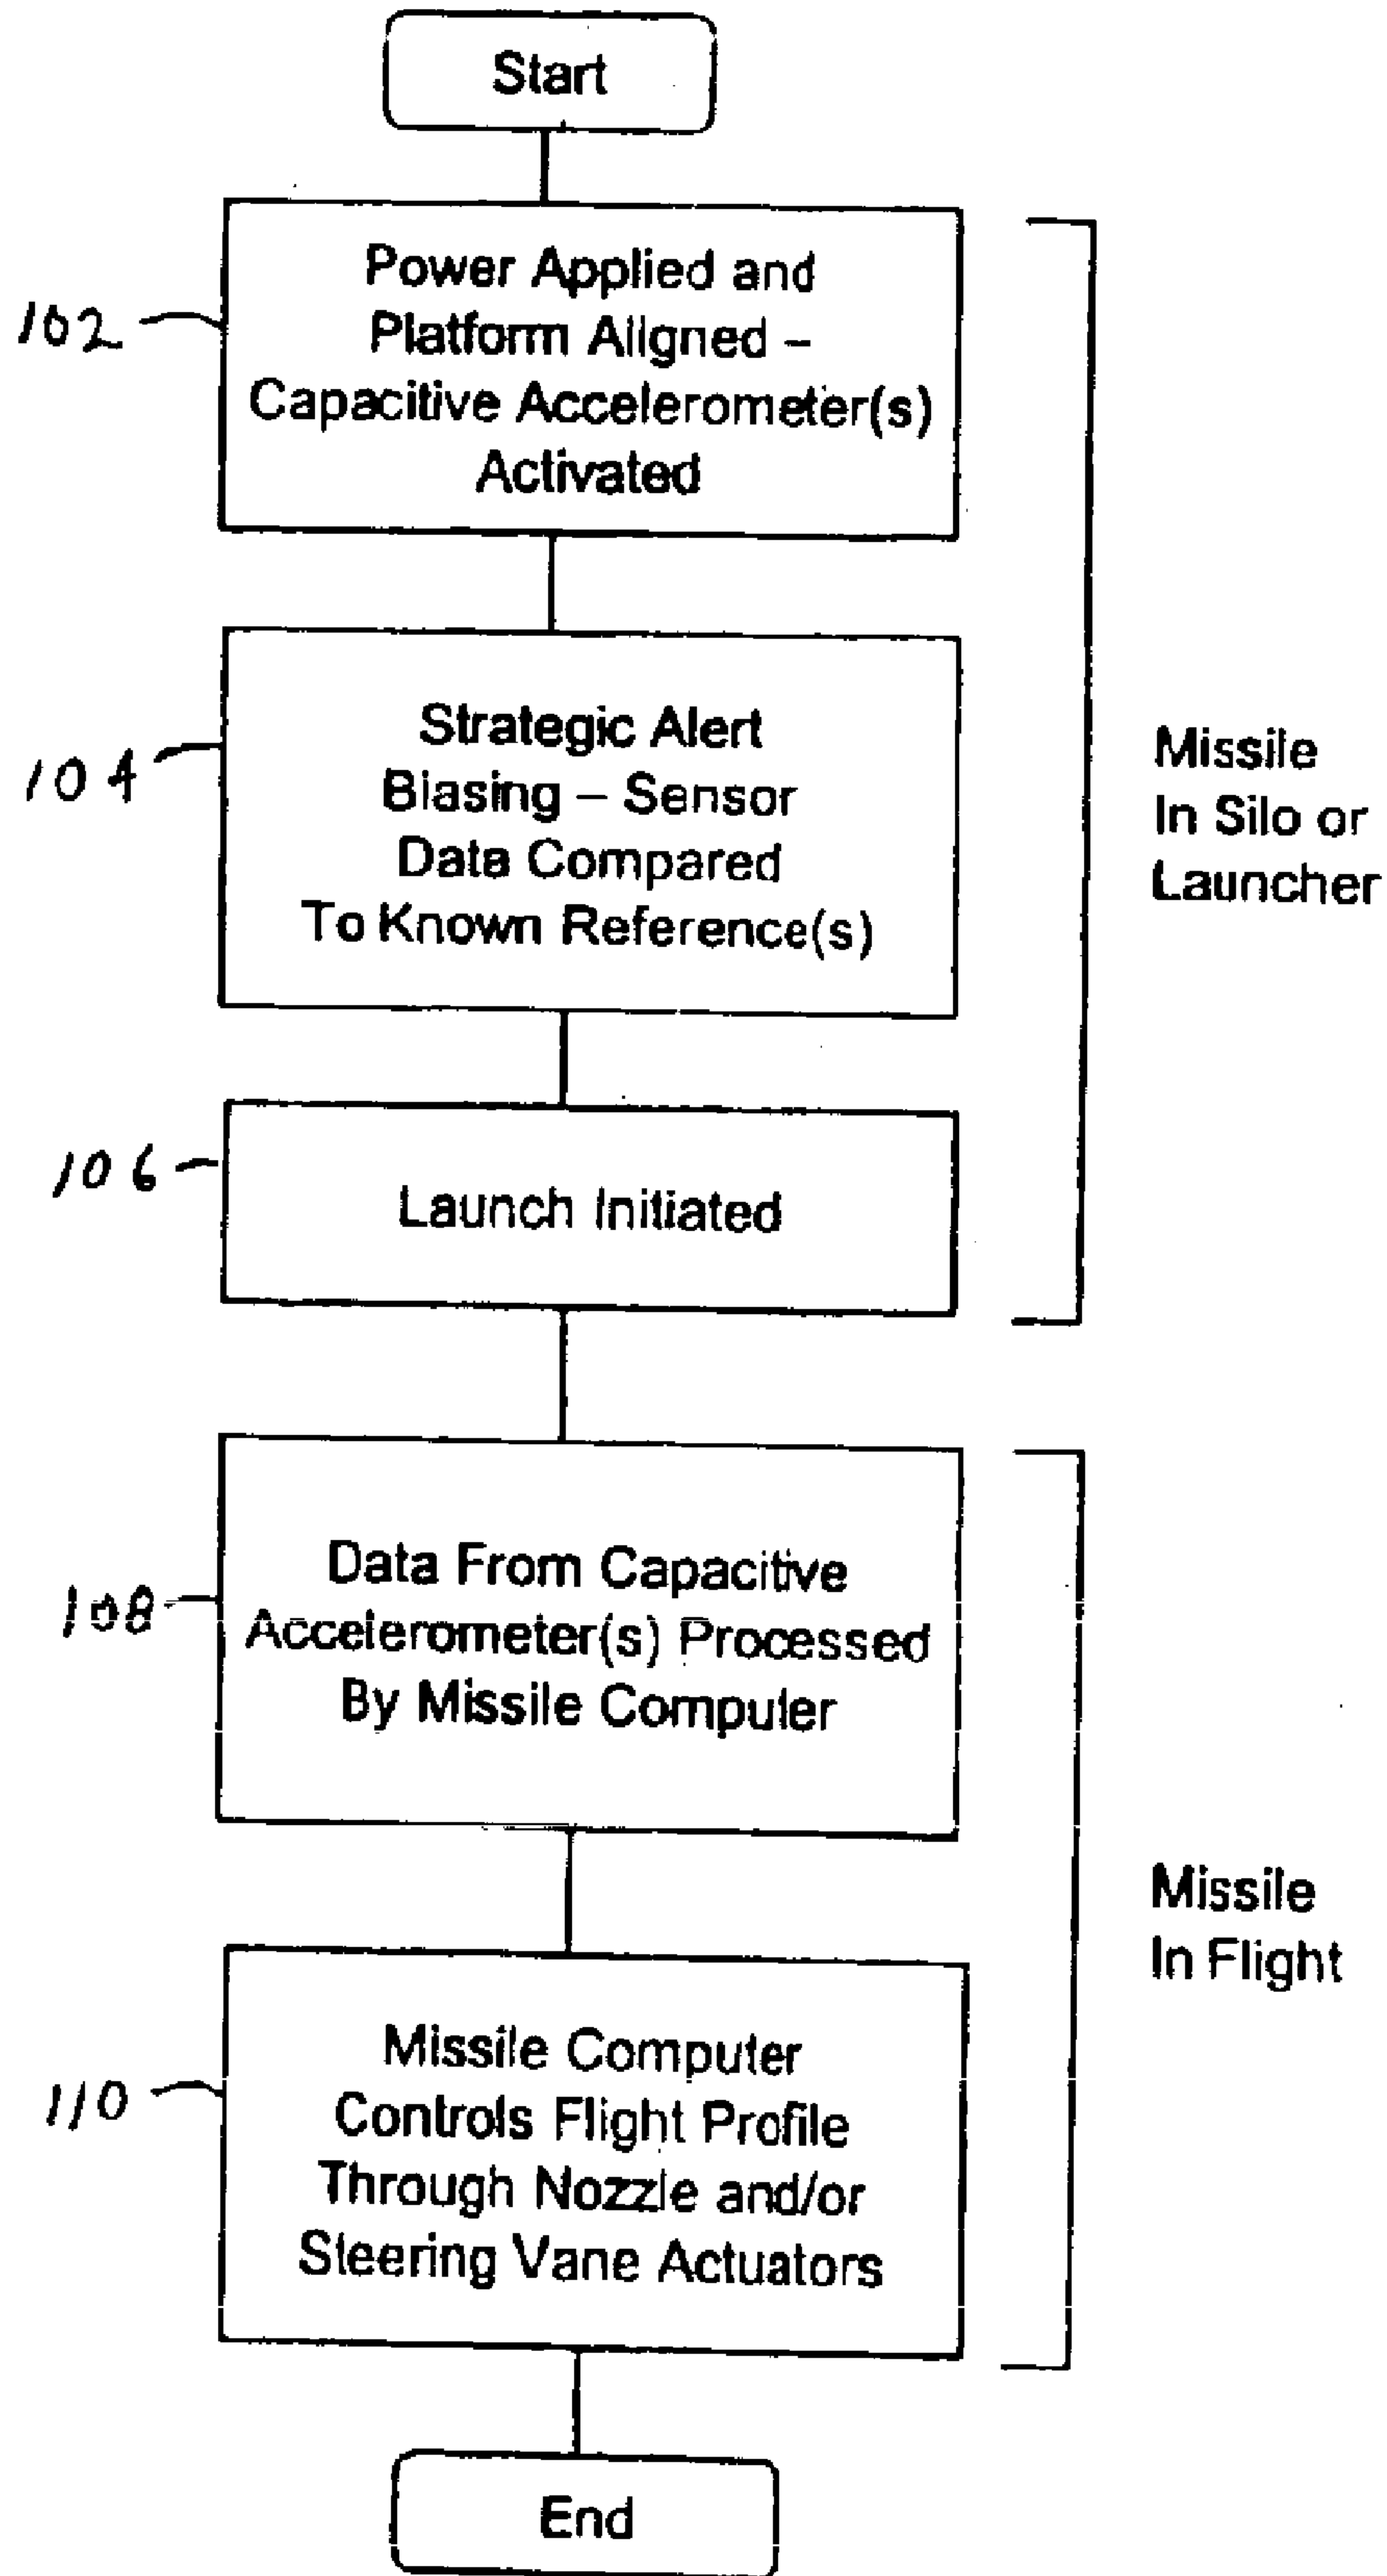 Start
102
Power Applied and
Platform Aligned –
Capacitive Accelerometer(s)
Activated
104
Strategic Alert
Biasing – Sensor
Data Compared
To Known Reference(s)
Missile
In Silo or
Launcher
106
Launch Initiated
108
Data From Capacitive
Accelerometer(s) Processed
By Missile Computer
Missile
In Flight
110
Missile Computer
Controls Flight Profile
Through Nozzle and/or
Steering Vane Actuators
End